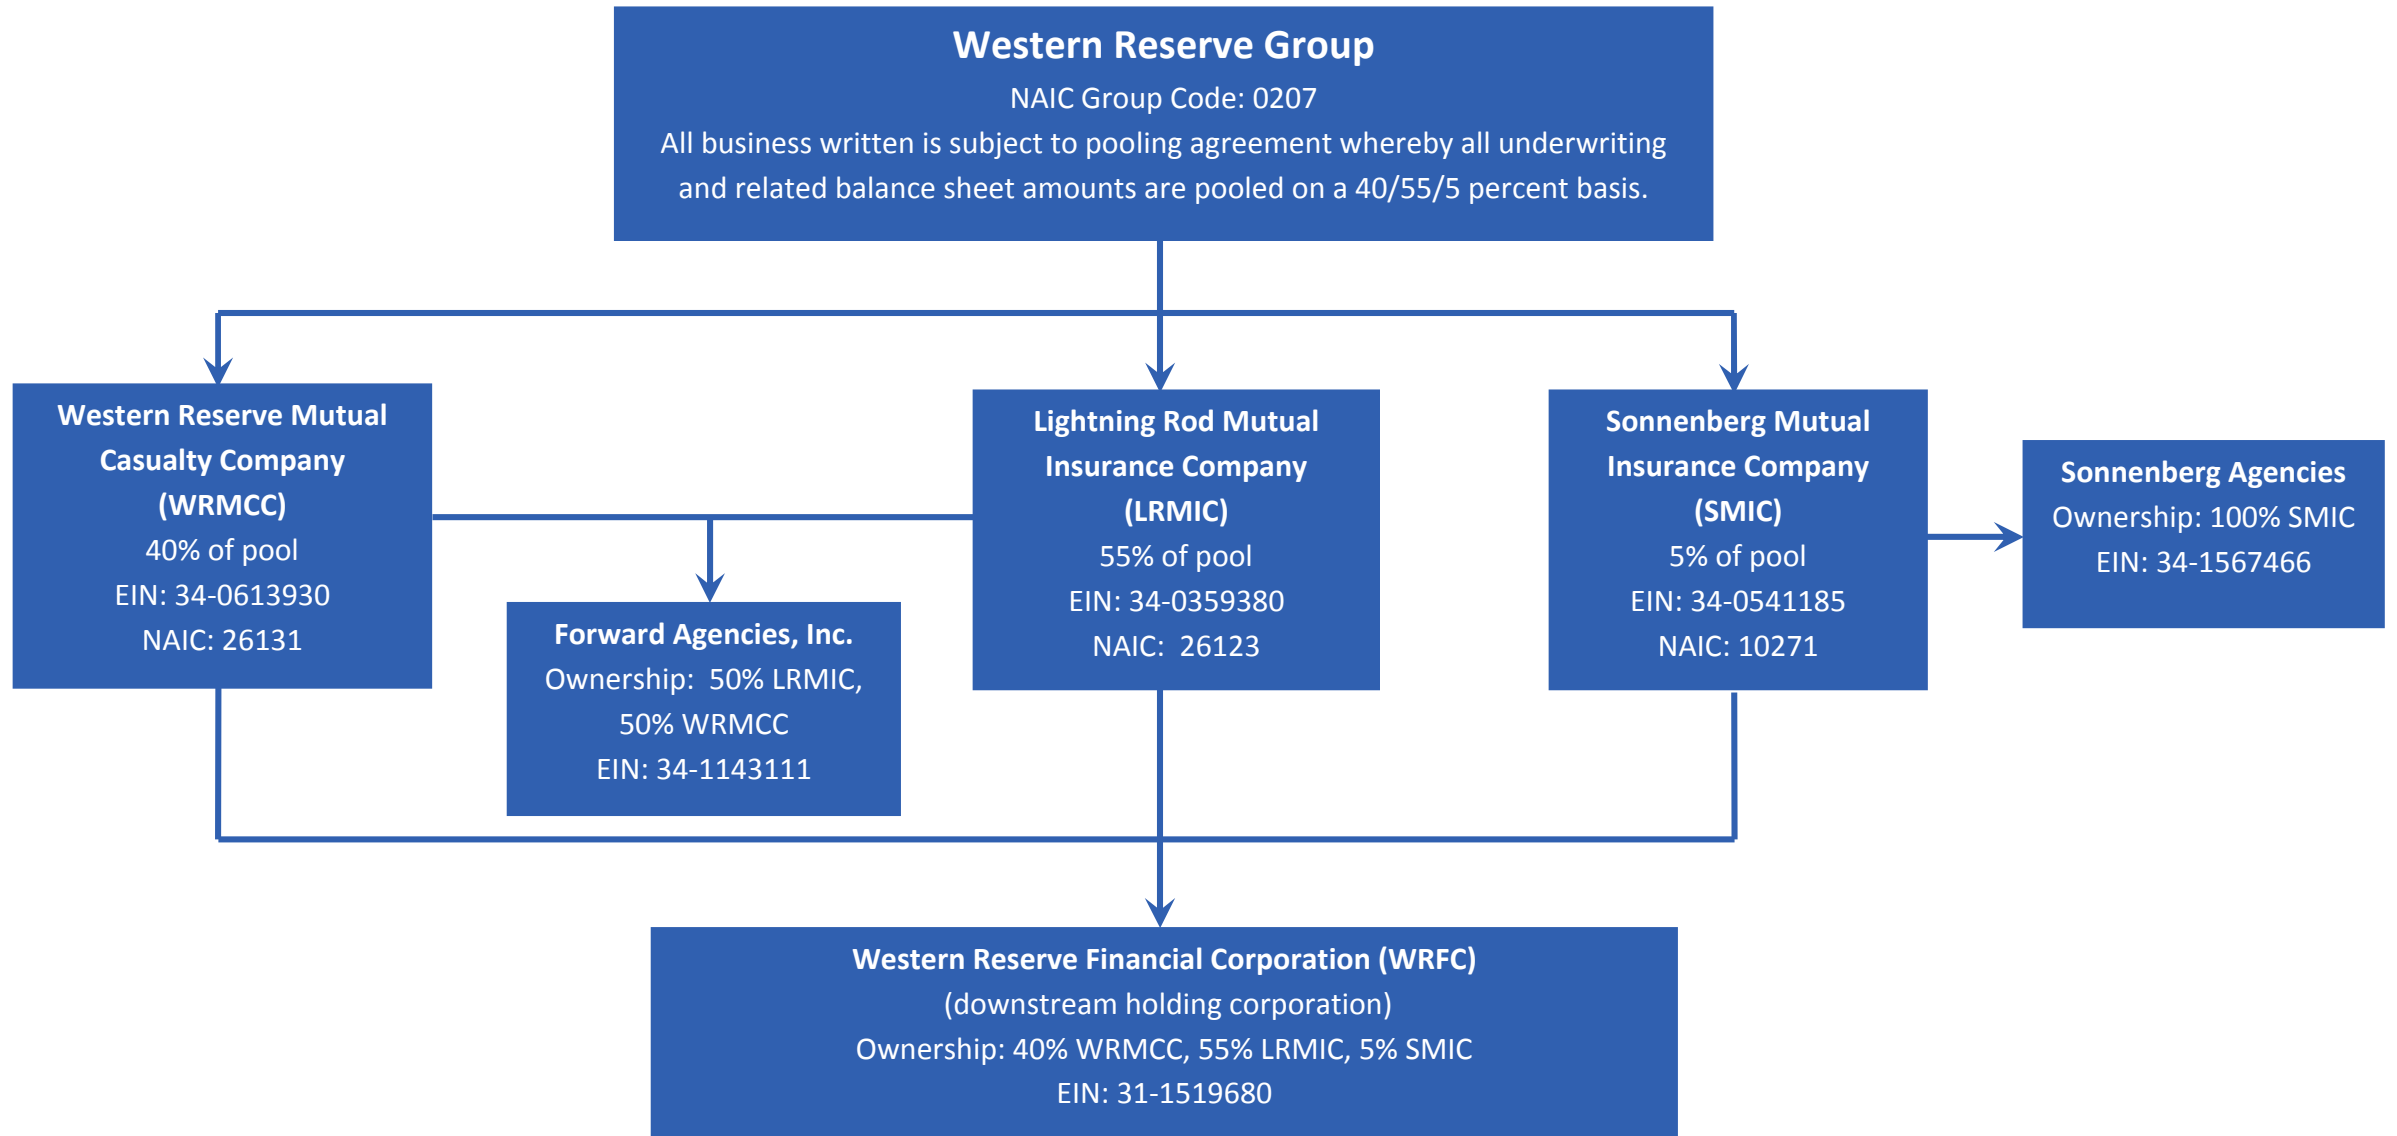 Western Reserve Group
NAIC Group Code: 0207
All business written is subject to pooling agreement whereby all underwriting
and related balance sheet amounts are pooled on a 40/55/5 percent basis.
Western Reserve Mutual
Casualty Company
(WRMCC)
40% of pool
EIN: 34-0613930
NAIC: 26131
Forward Agencies, Inc.
Ownership:  50% LRMIC,
50% WRMCC
EIN: 34-1143111
Lightning Rod Mutual
Insurance Company
(LRMIC)
55% of pool
EIN: 34-0359380
NAIC:  26123
Sonnenberg Mutual
Insurance Company
(SMIC)
5% of pool
EIN: 34-0541185
NAIC: 10271
Sonnenberg Agencies
Ownership: 100% SMIC
EIN: 34-1567466
Western Reserve Financial Corporation (WRFC)
(downstream holding corporation)
Ownership: 40% WRMCC, 55% LRMIC, 5% SMIC
EIN: 31-1519680